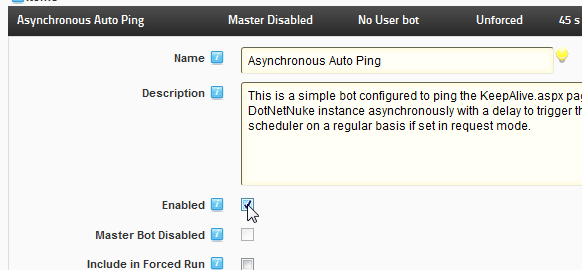 Asynchronous Auto Ping Master Disabled No User bot Unforced 45 s
Name Asynchronous Auto Ping
Description This is a simple bot configured to ping the KeepAlive.aspx pag
DotNetNuke instance asynchronously with a delay to trigger th
scheduler on a regular basis if set in request mode.
Enabled
Master Bot Disabled
Include in Forced Run